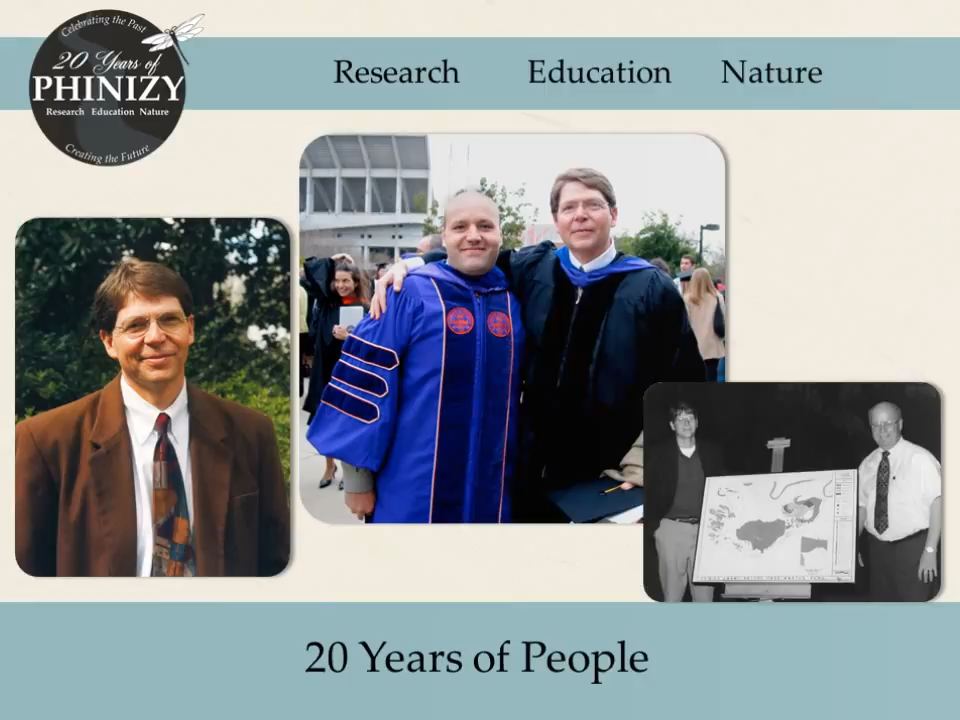 Celebrating the Past
20 Years of
PHINIZY
Research Education Nature
Creating the Future
Research Education Nature
20 Years of People